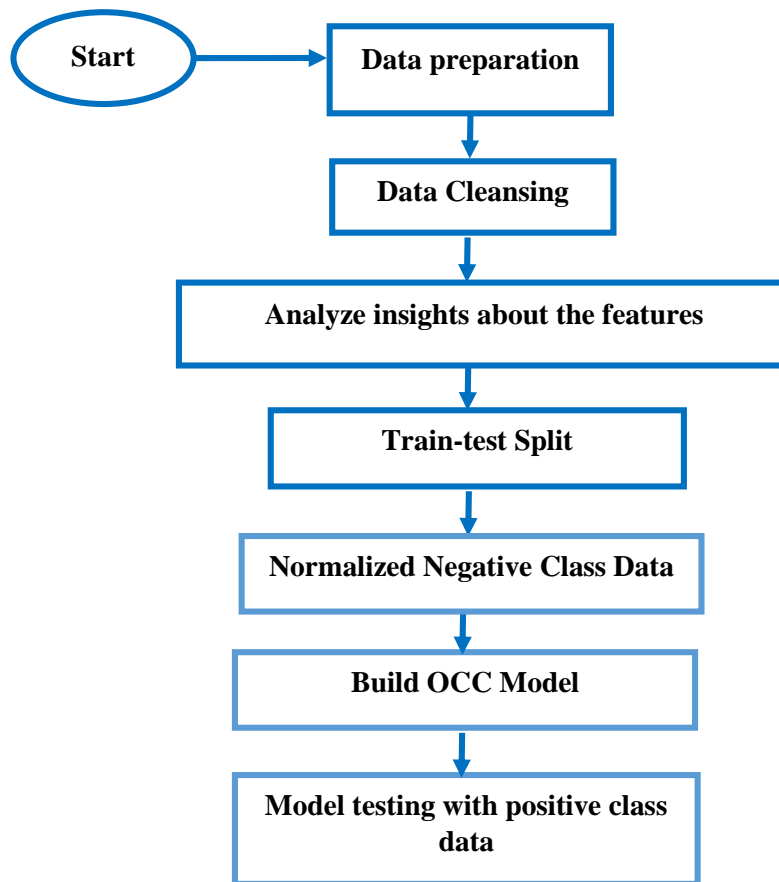 Start
Data preparation
Data Cleansing
Analyze insights about the features
Train-test Split
Normalized Negative Class Data
Build OCC Model
Model testing with positive class
data